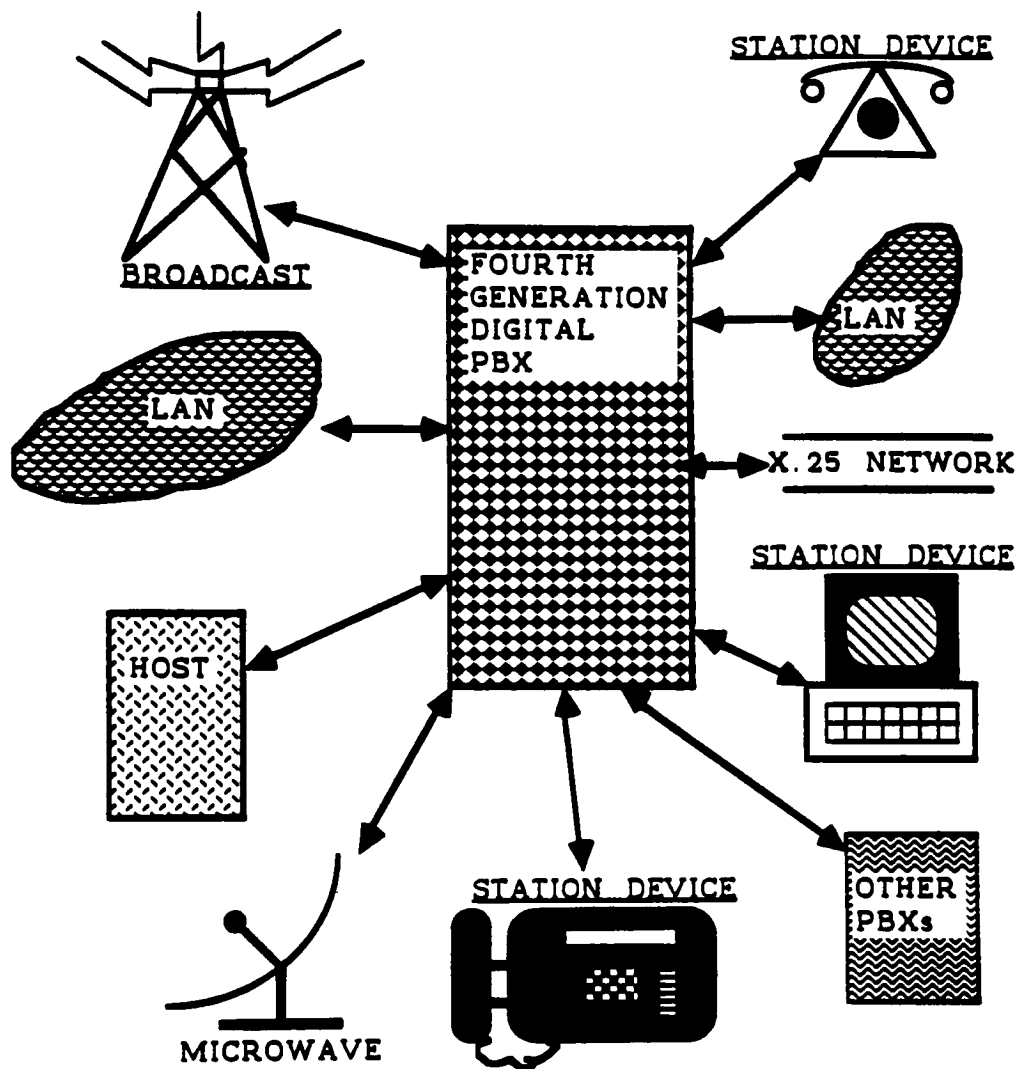 STATION DEVICE
BROADCAST
FOURTH
GENERATION
DIGITAL
PBX
LAN
LAN
X.25 NETWORK
STATION DEVICE
HOST
STATION DEVICE
OTHER
PBXs
MICROWAVE